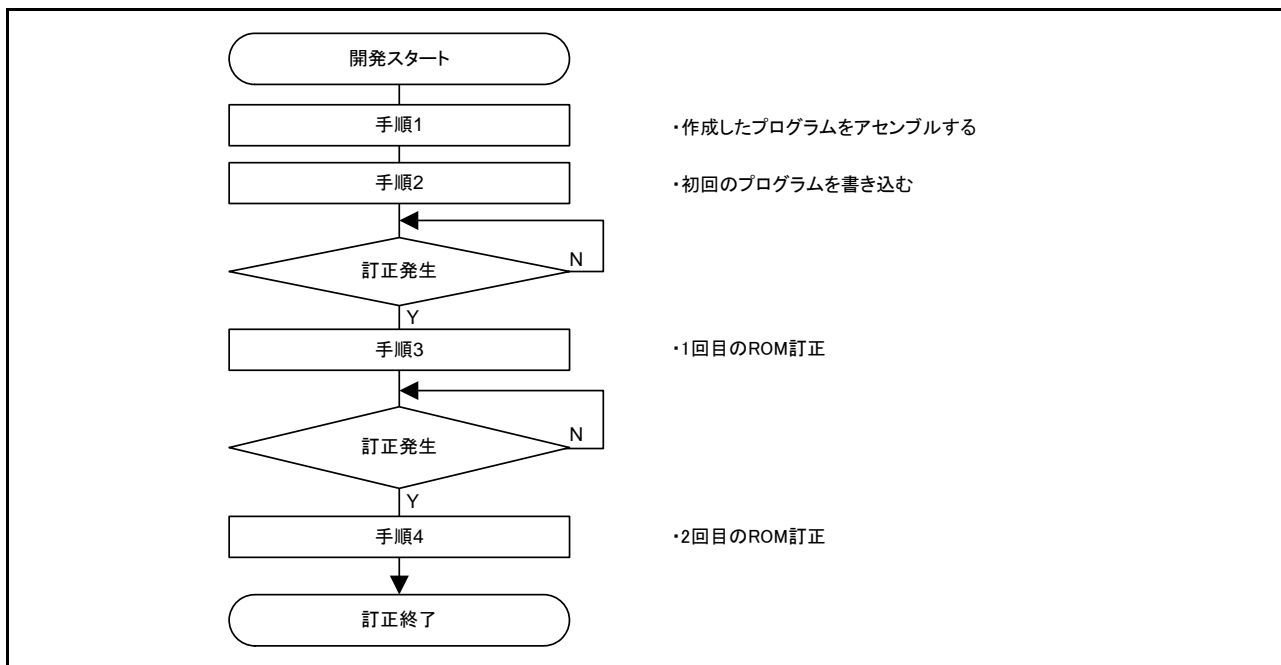 開発スタート
手順1
・作成したプログラムをアセンブルする
手順2
・初回のプログラムを書き込む
訂正発生
N
Y
手順3
・1回目のROM訂正
訂正発生
N
Y
手順4
・2回目のROM訂正
訂正終了